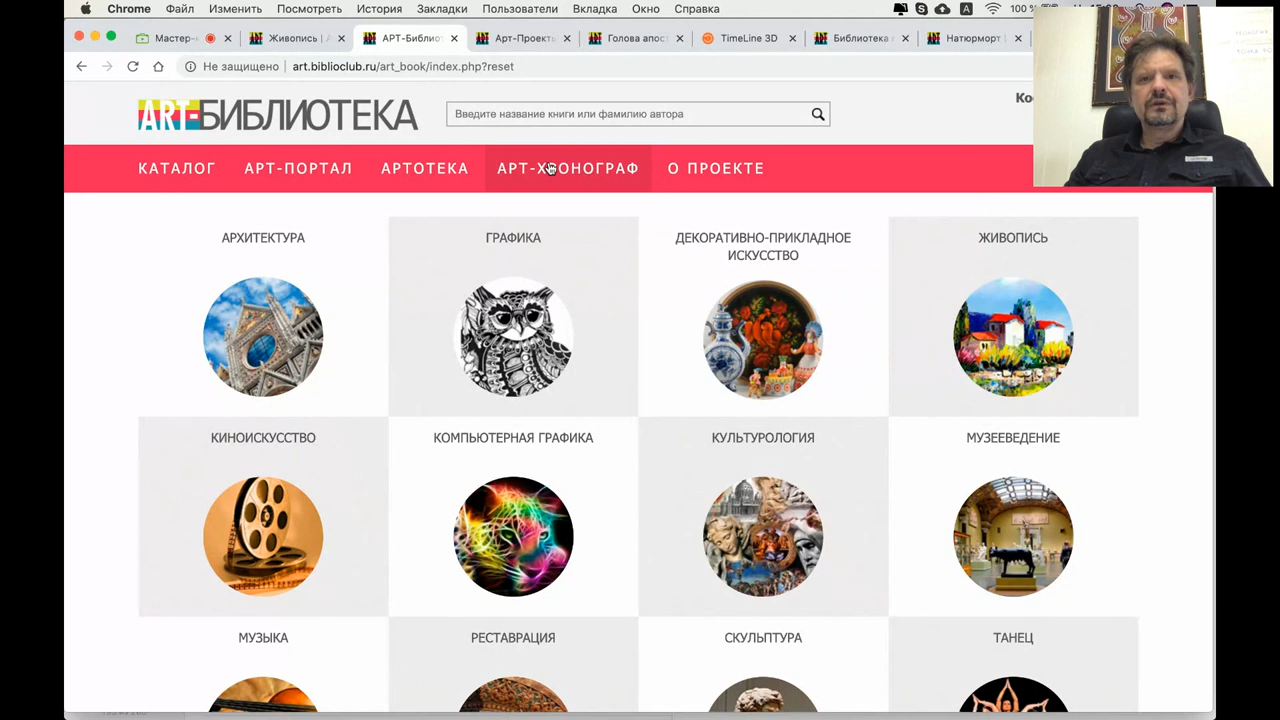 Chrome Файл Изменить Посмотреть История Закладки Пользователи Вкладка Окно Справка A 100
Мастер- Живопись | А АРТ-Библиот Арт-Проекты Голова апос TimeLine 3D Библиотека Натюрморт
Не защищено art.biblioclub.ru/art_book/index.php?reset
ART-БИБЛИОТЕКА
Введите название книги или фамилию автора
КАТАЛОГ АРТ-ПОРТАЛ АРТОТЕКА АРТ-ХРОНОГРАФ О ПРОЕКТЕ
АРХИТЕКТУРА ГРАФИКА ДЕКОРАТИВНО-ПРИКЛАДНОЕ ЖИВОПИСЬ
ИСКУССТВО
КИНОИСКУССТВО КОМПЬЮТЕРНАЯ ГРАФИКА КУЛЬТУРОЛОГИЯ МУЗЕЕВЕДЕНИЕ
МУЗЫКА РЕСТАВРАЦИЯ СКУЛЬПТУРА ТАНЕЦ